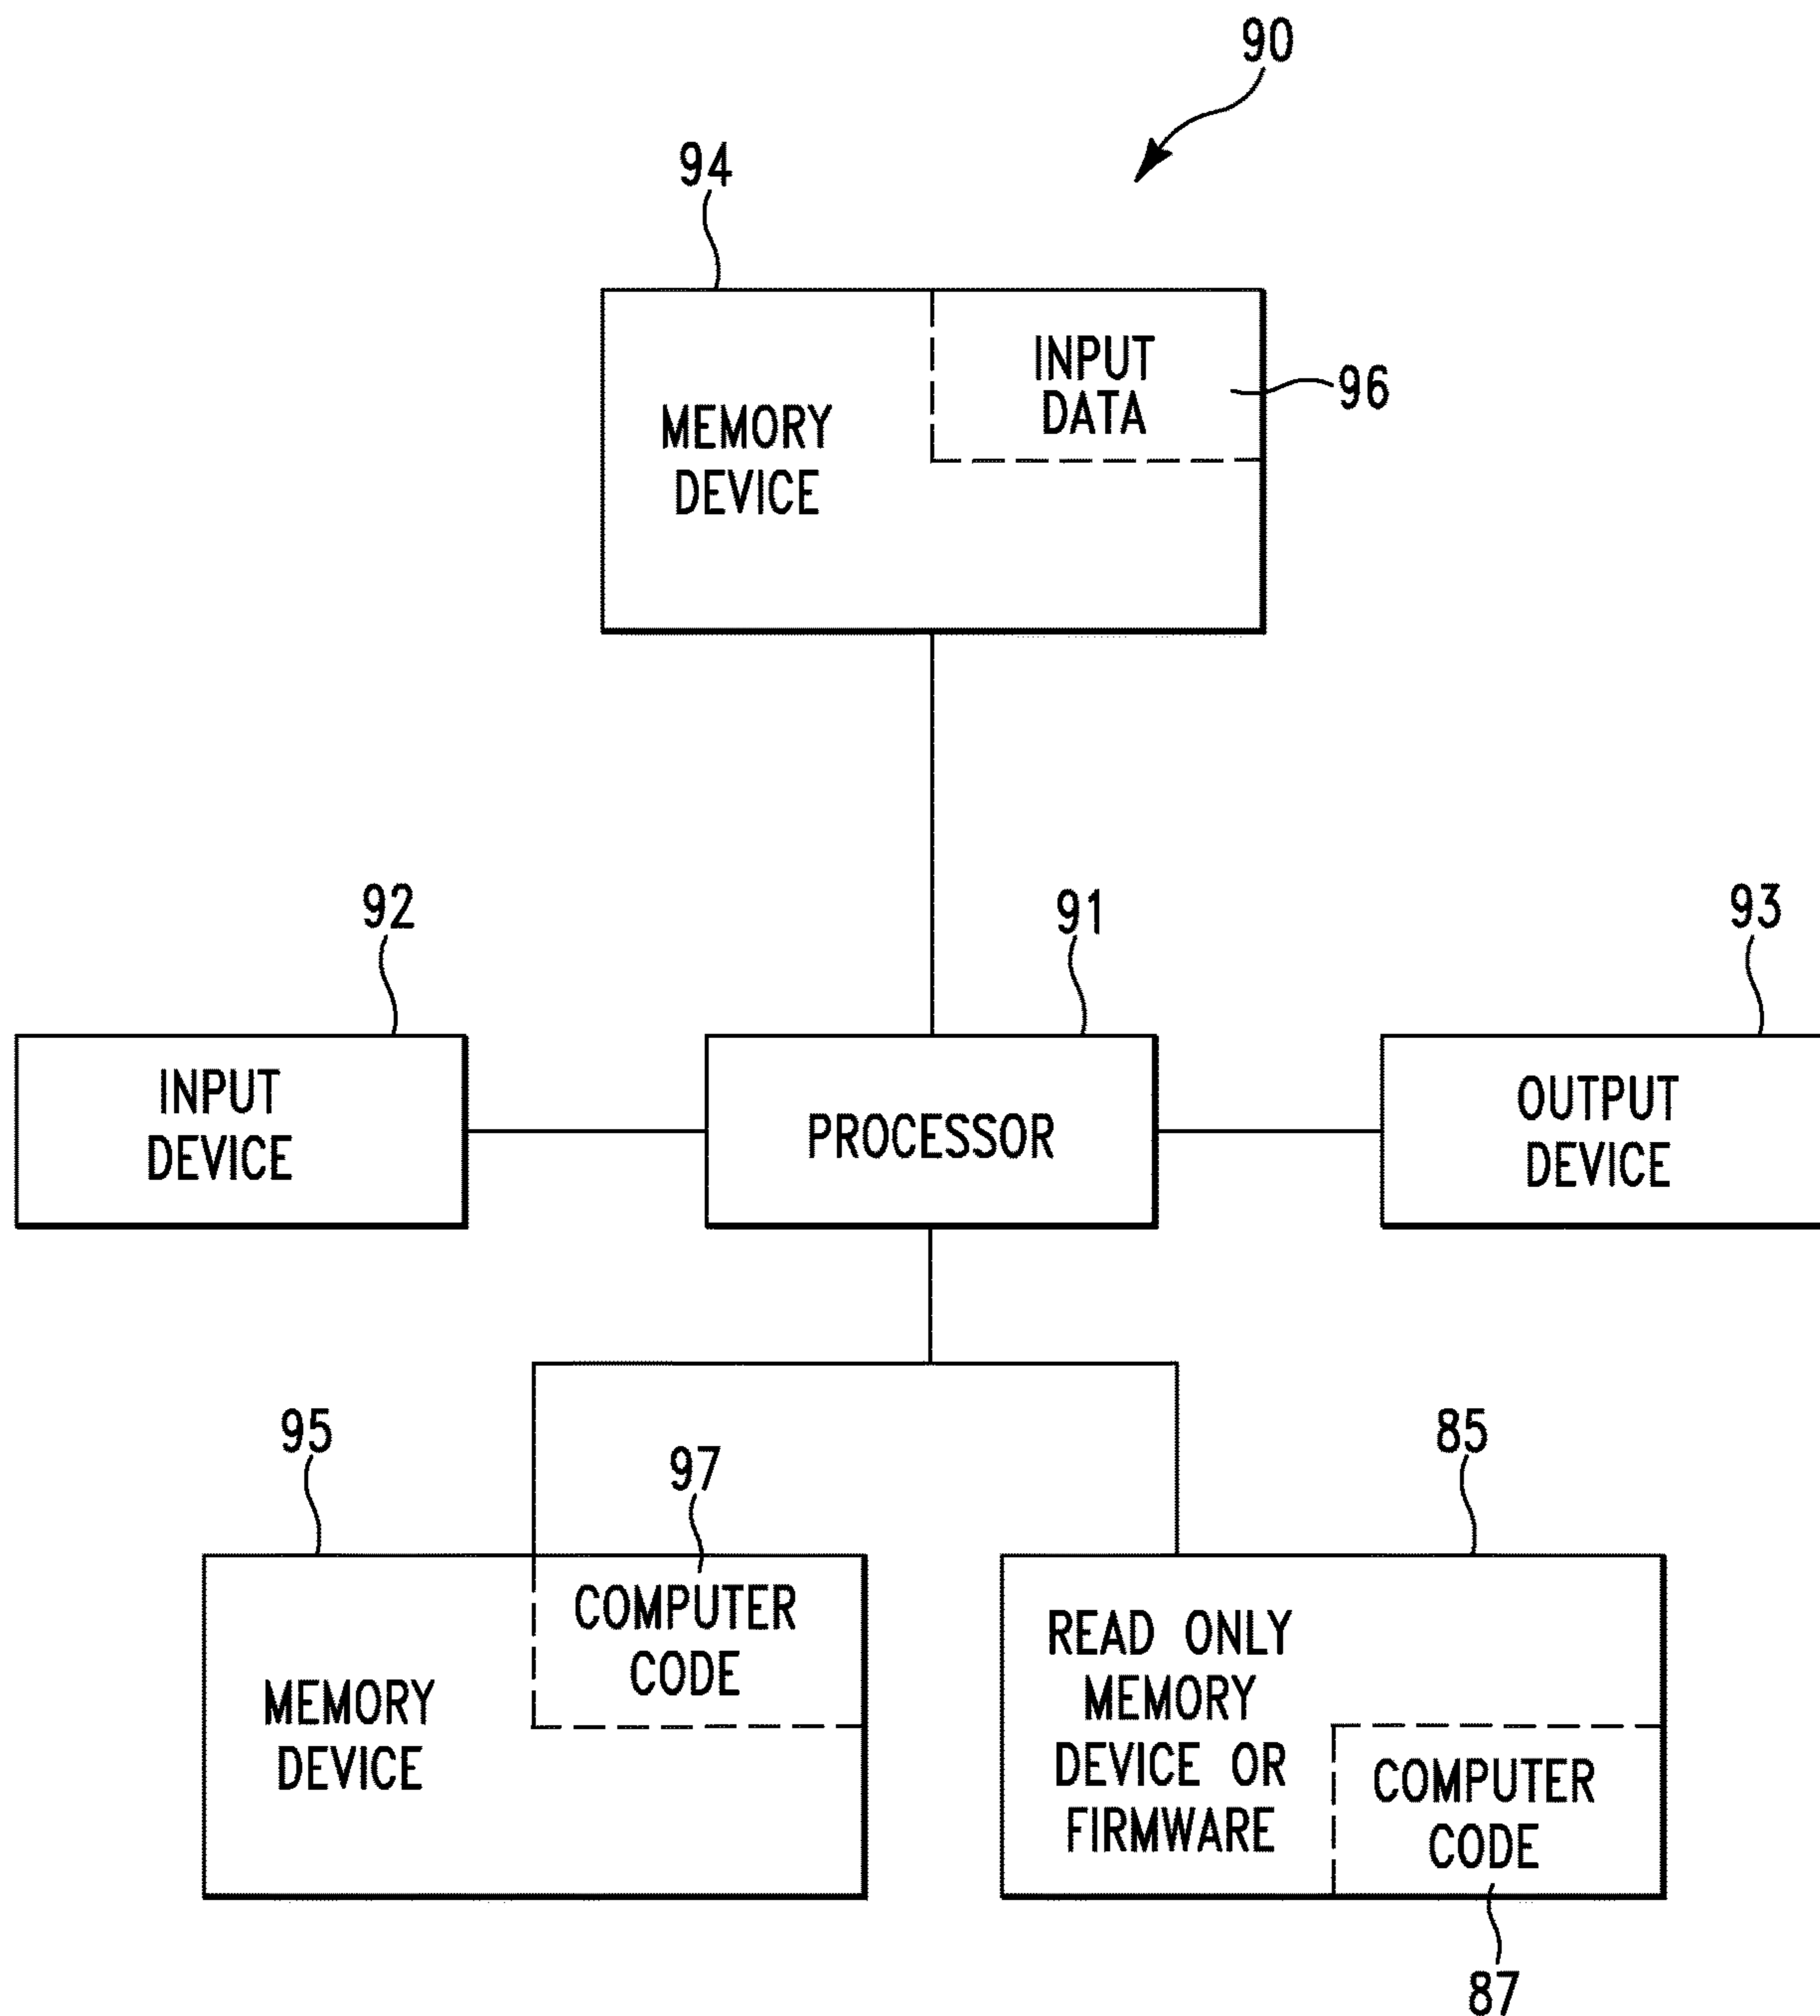 90
94
INPUT
DATA
96
MEMORY
DEVICE
92
91
93
INPUT
DEVICE
PROCESSOR
OUTPUT
DEVICE
95
97
85
COMPUTER
CODE
MEMORY
DEVICE
READ ONLY
MEMORY
DEVICE OR
FIRMWARE
COMPUTER
CODE
87